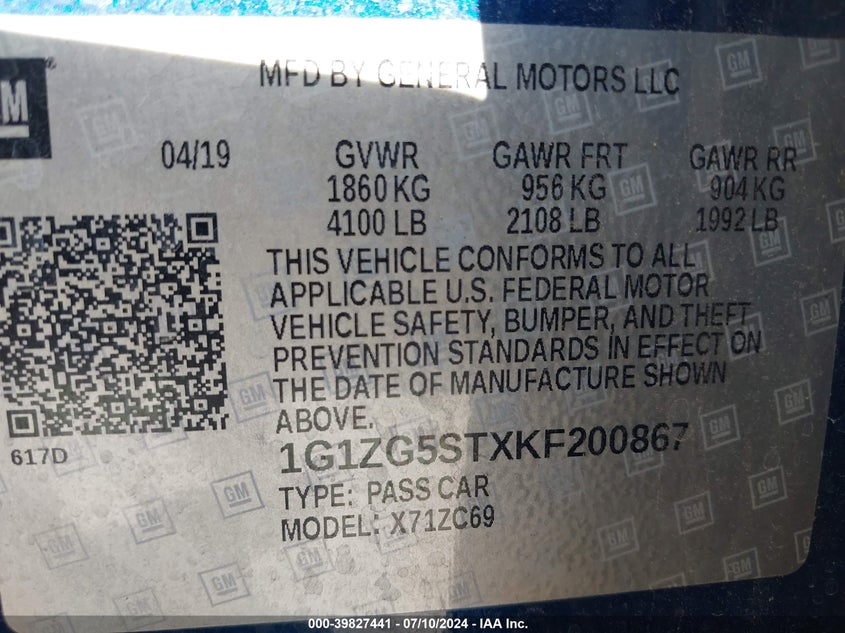 GM
MFD BY GENERAL MOTORS LLC
04/19 GVWR GAWR FRT GAWR RR
1860 KG 956 KG 904 KG
4100 LB 2108 LB 1992 LB
THIS VEHICLE CONFORMS TO ALL
APPLICABLE U.S. FEDERAL MOTOR
VEHICLE SAFETY, BUMPER, AND THEFT
PREVENTION STANDARDS IN EFFECT ON
THE DATE OF MANUFACTURE SHOWN
ABOVE.
617D
1G1ZG5STXKF200867
TYPE: PASS CAR
MODEL: X71ZC69
000-39827441 - 07/10/2024 - IAA Inc.